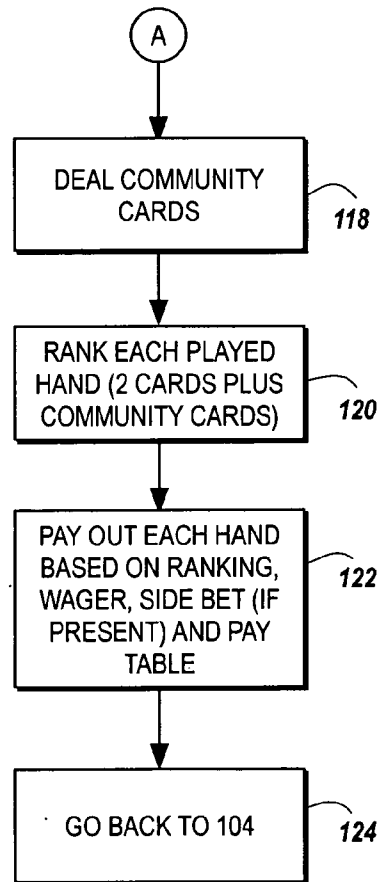 A
DEAL COMMUNITY
CARDS
118
RANK EACH PLAYED
HAND (2 CARDS PLUS
COMMUNITY CARDS)
120
PAY OUT EACH HAND
BASED ON RANKING,
WAGER, SIDE BET (IF
PRESENT) AND PAY
TABLE
122
GO BACK TO 104
124